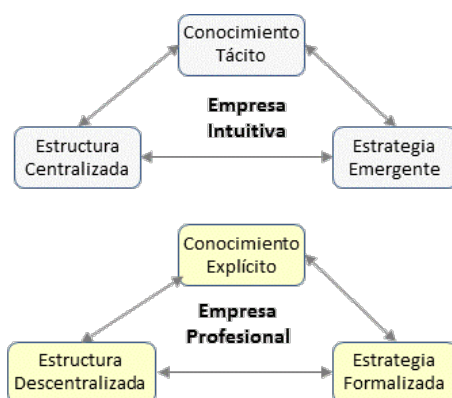 Conocimiento
Tácito
Empresa
Intuitiva
Estructura
Centralizada
Estrategia
Emergente
Conocimiento
Explícito
Empresa
Profesional
Estructura
Descentralizada
Estrategia
Formalizada